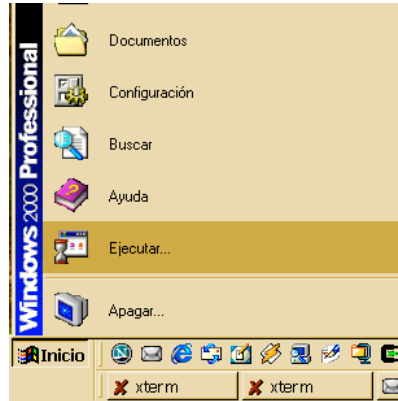 Windows 2000 Professional
Documentos
Configuración
Buscar
Ayuda
Ejecutar...
Apagar...
Inicio
xterm
xterm